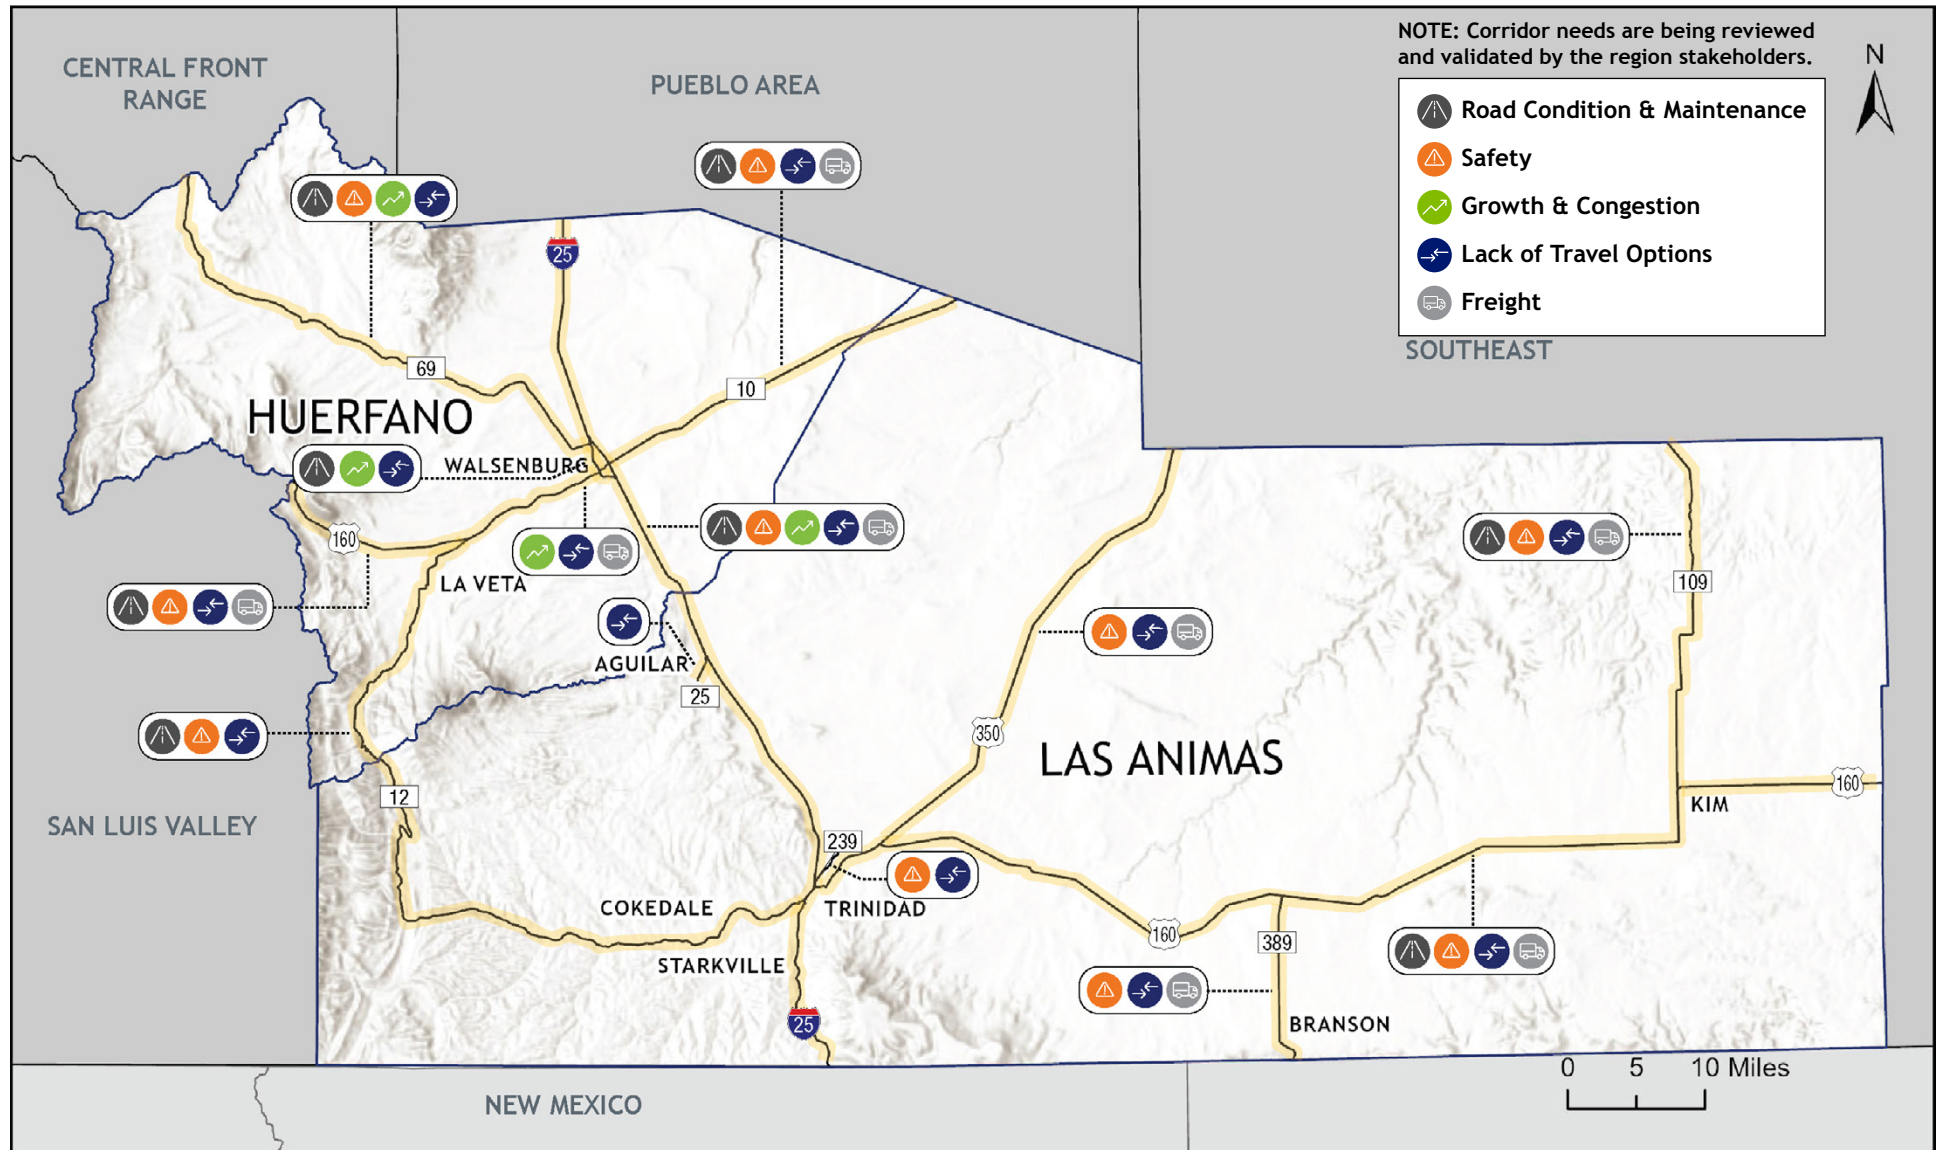 NOTE: Corridor needs are being reviewed
and validated by the region stakeholders.
N
Road Condition & Maintenance
Safety
Growth & Congestion
Lack of Travel Options
Freight
CENTRAL FRONT
RANGE
PUEBLO AREA
SOUTHEAST
25
69
10
HUERFANO
WALSENBURG
160
LA VETA
109
AGUILAR
25
350
LAS ANIMAS
12
160
KIM
SAN LUIS VALLEY
239
COKEDALE
TRINIDAD
160
389
STARKVILLE
25
BRANSON
0 5 10 Miles
NEW MEXICO